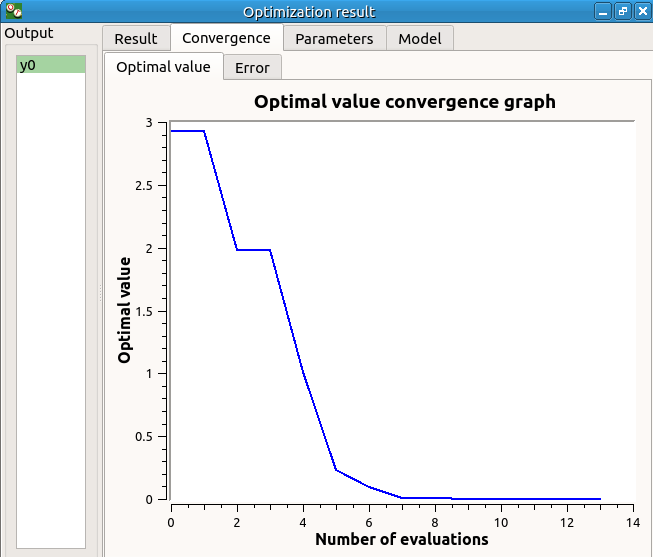 Optimization result
Output
Result Convergence Parameters Model
y0
Optimal value Error
Optimal value convergence graph
Optimal value
3
2.5
2
1.5
1
0.5
0
0 2 4 6 8 10 12 14
Number of evaluations